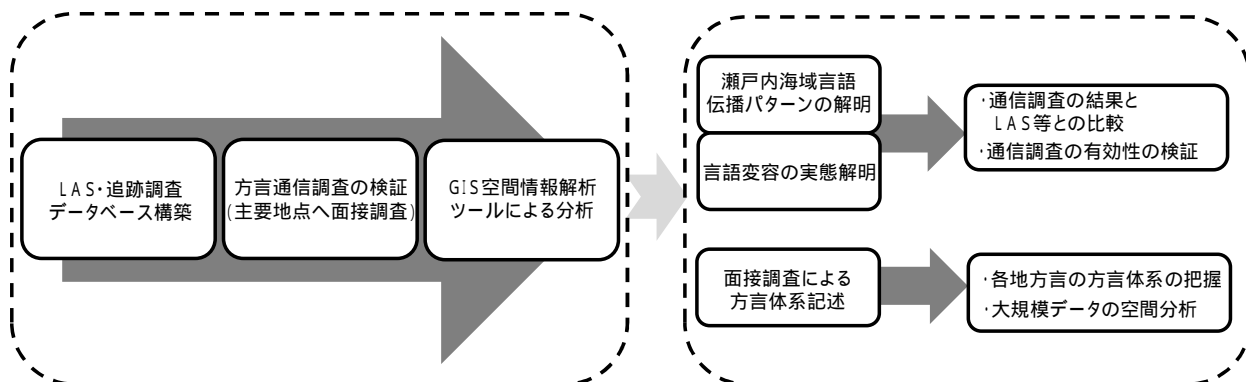 LAS・追跡調査
データベース構築
方言通信調査の検証
(主要地点へ面接調査)
GIS空間情報解析
ツールによる分析
瀬戸内海域言語
伝播パターンの解明
言語変容の実態解明
・通信調査の結果と
LAS等との比較
・通信調査の有効性の検証
面接調査による
方言体系記述
・各地方言の方言体系の把握
・大規模データの空間分析